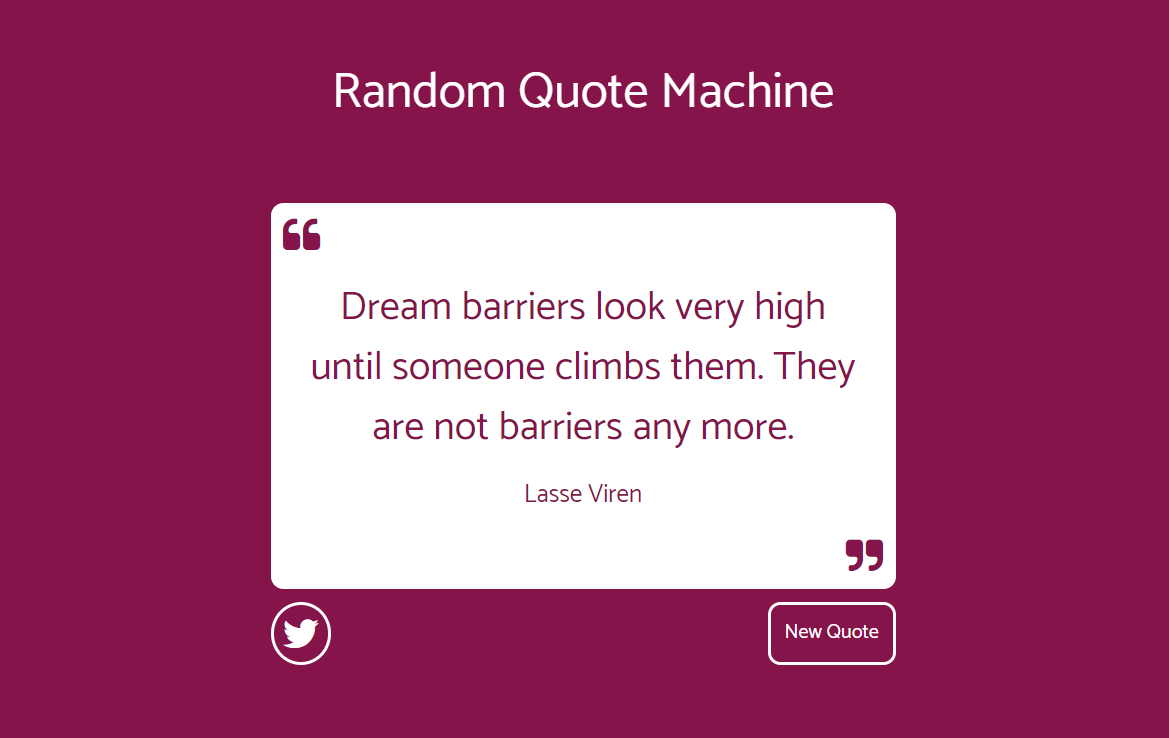 Random Quote Machine
❝
Dream barriers look very high
until someone climbs them. They
are not barriers any more.
Lasse Viren
❞
New Quote